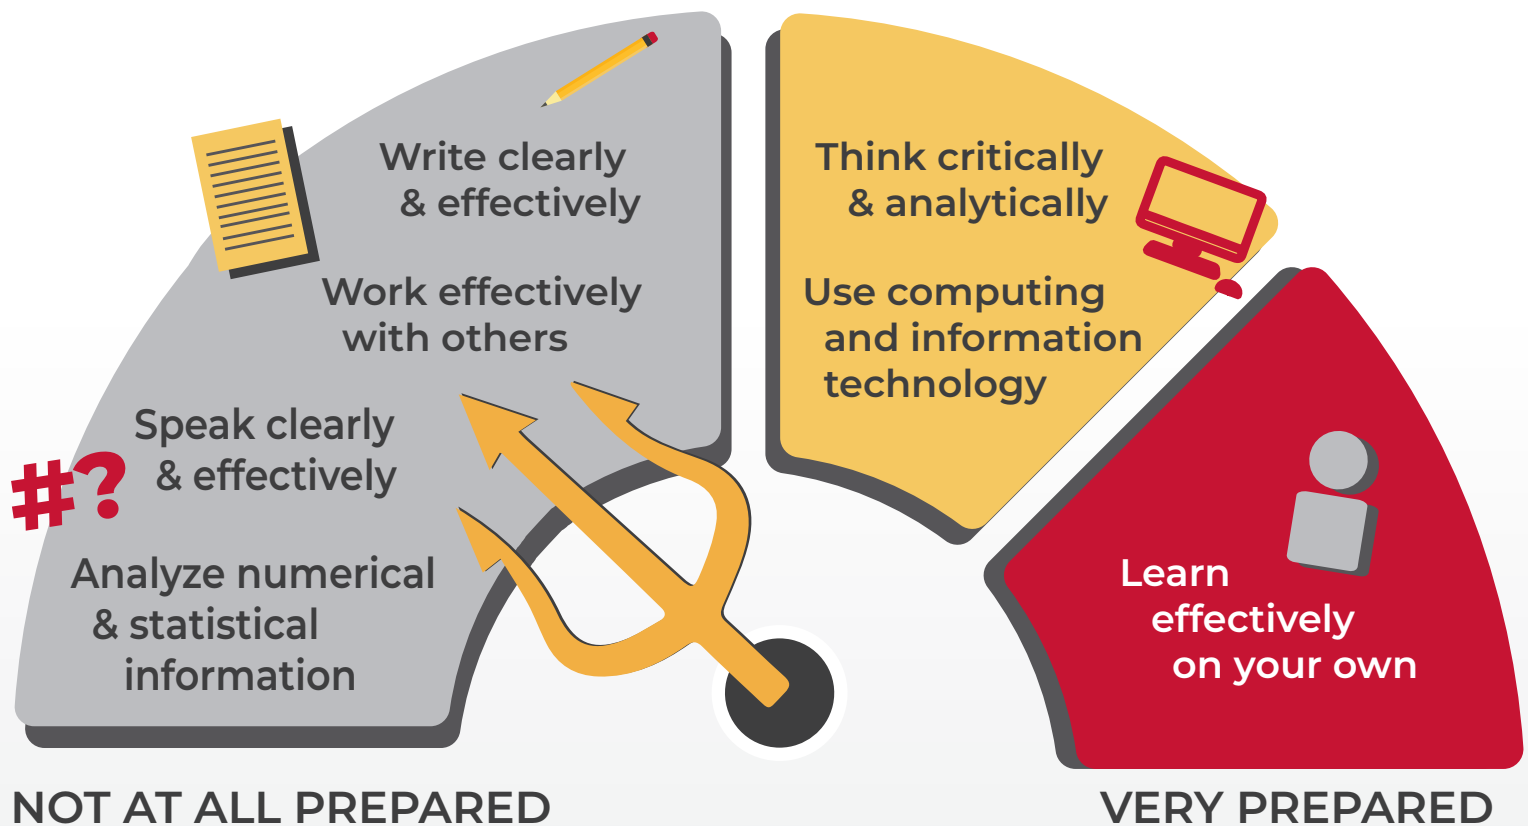 Write clearly
& effectively
Work effectively
with others
Speak clearly
& effectively
#?
Analyze numerical
& statistical
information
Think critically
& analytically
Use computing
and information
technology
Learn
effectively
on your own
NOT AT ALL PREPARED
VERY PREPARED